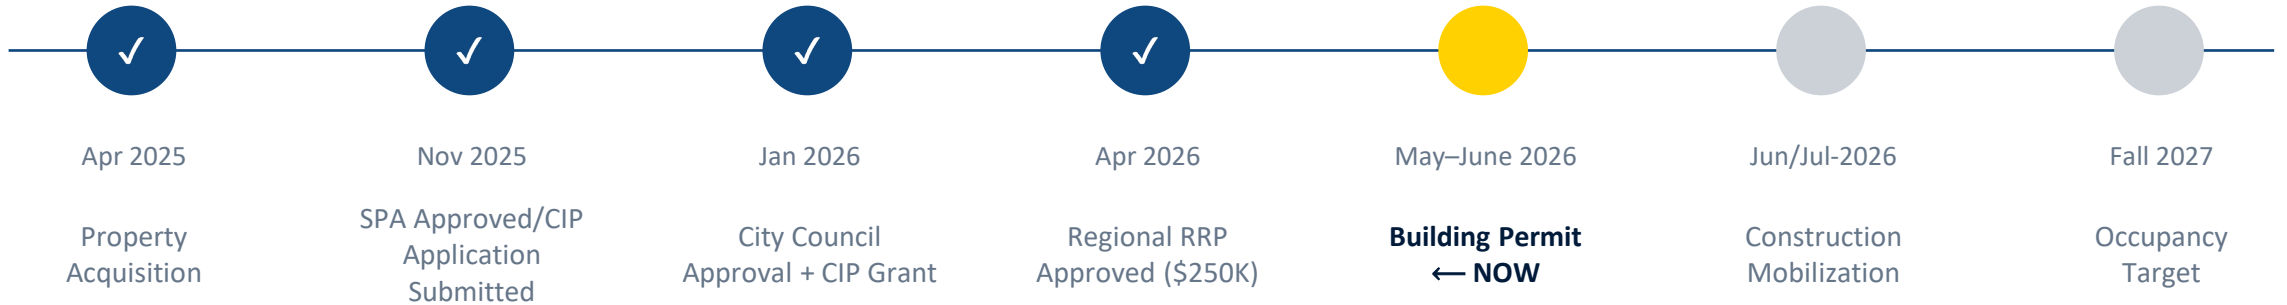 ✓ ✓ ✓ ✓
Apr 2025
Property
Acquisition
Nov 2025
SPA Approved/CIP
Application
Submitted
Jan 2026
City Council
Approval + CIP Grant
Apr 2026
Regional RRP
Approved ($250K)
May–June 2026
Building Permit
⟵ NOW
Jun/Jul-2026
Construction
Mobilization
Fall 2027
Occupancy
Target